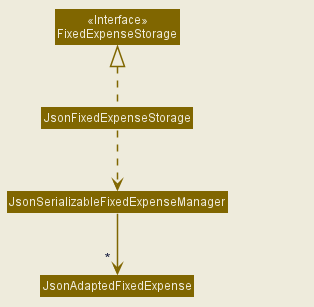 «Interface»
FixedExpenseStorage
JsonFixedExpenseStorage
JsonSerializableFixedExpenseManager
*
JsonAdaptedFixedExpense